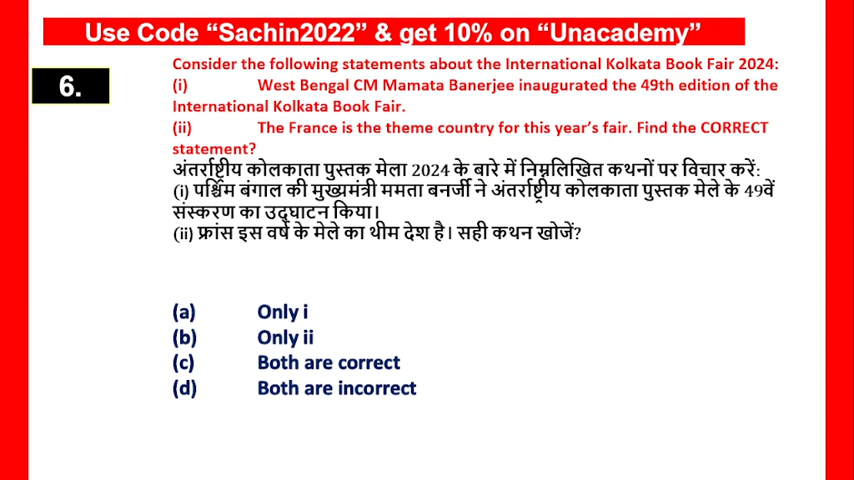 Use Code “Sachin2022” & get 10% on “Unacademy”
6.
Consider the following statements about the International Kolkata Book Fair 2024:
(i) West Bengal CM Mamata Banerjee inaugurated the 49th edition of the
International Kolkata Book Fair.
(ii) The France is the theme country for this year’s fair. Find the CORRECT
statement?
अंतर्राष्ट्रीय कोलकाता पुस्तक मेला 2024 के बारे में निम्नलिखित कथनों पर विचार करें:
(i) पश्चिम बंगाल की मुख्यमंत्री ममता बनर्जी ने अंतर्राष्ट्रीय कोलकाता पुस्तक मेले के 49वें
संस्करण का उद्घाटन किया।
(ii) फ्रांस इस वर्ष के मेले का थीम देश है। सही कथन खोजें?
(a) Only i
(b) Only ii
(c) Both are correct
(d) Both are incorrect